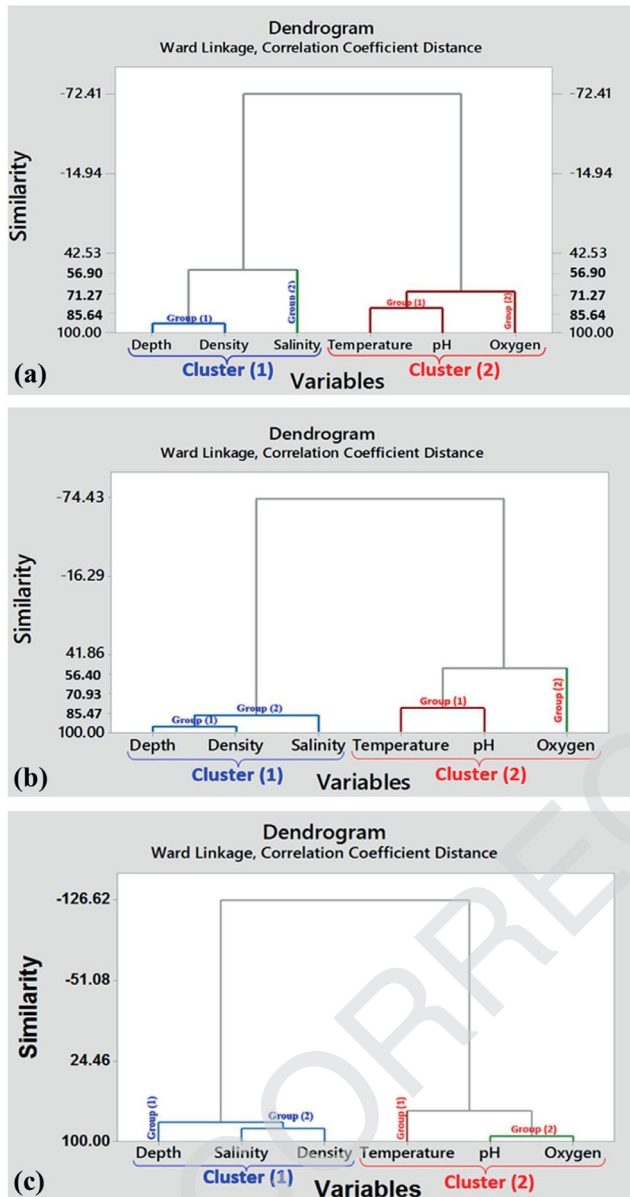 Dendrogram
Ward Linkage, Correlation Coefficient Distance
Similarity
-72.41
-14.94
42.53
56.90
71.27
85.64
100.00
-72.41
-14.94
42.53
56.90
71.27
85.64
100.00
Group (1)
Group (2)
Group (1)
Group (2)
Depth Density Salinity Temperature pH Oxygen
Cluster (1) Cluster (2)
(a) Variables
Dendrogram
Ward Linkage, Correlation Coefficient Distance
Similarity
-74.43
-16.29
41.86
56.40
70.93
85.47
100.00
Group (2)
Group (1)
Group (1)
Group (2)
Depth Density Salinity Temperature pH Oxygen
Cluster (1) Cluster (2)
(b) Variables
Dendrogram
Ward Linkage, Correlation Coefficient Distance
Similarity
-126.62
-51.08
24.46
100.00
Group (1)
Group (2)
Group (1)
Group (2)
Depth Salinity Density Temperature pH Oxygen
Cluster (1) Cluster (2)
(c) Variables
CORREC